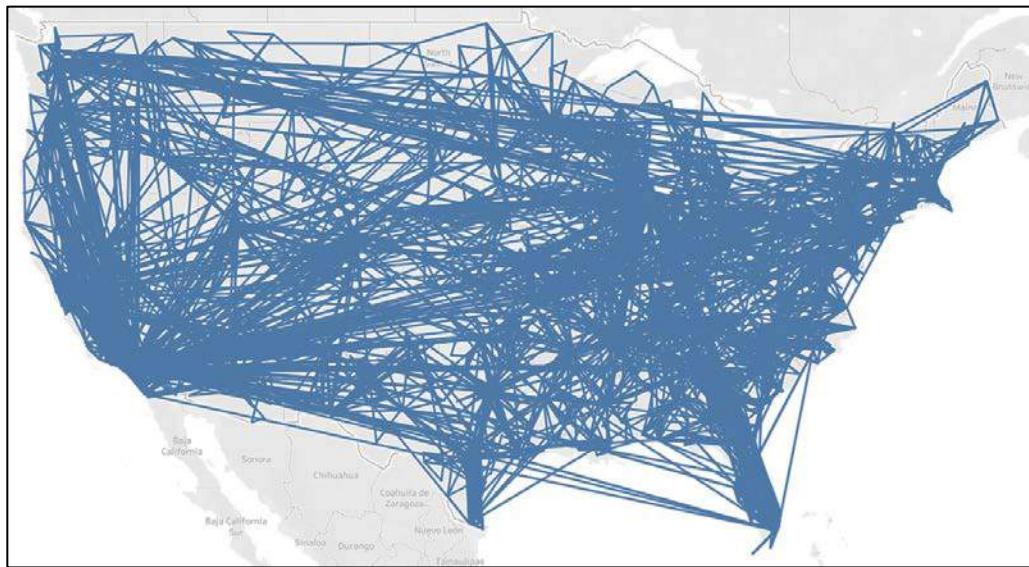 North
New
Brunswick
Maine
Baja
California
Sonora
Chihuahua
Coahuila de
Zaragoza
Baja California
Sur
Nuevo León
Sinaloa
Durango
Tamaulipas